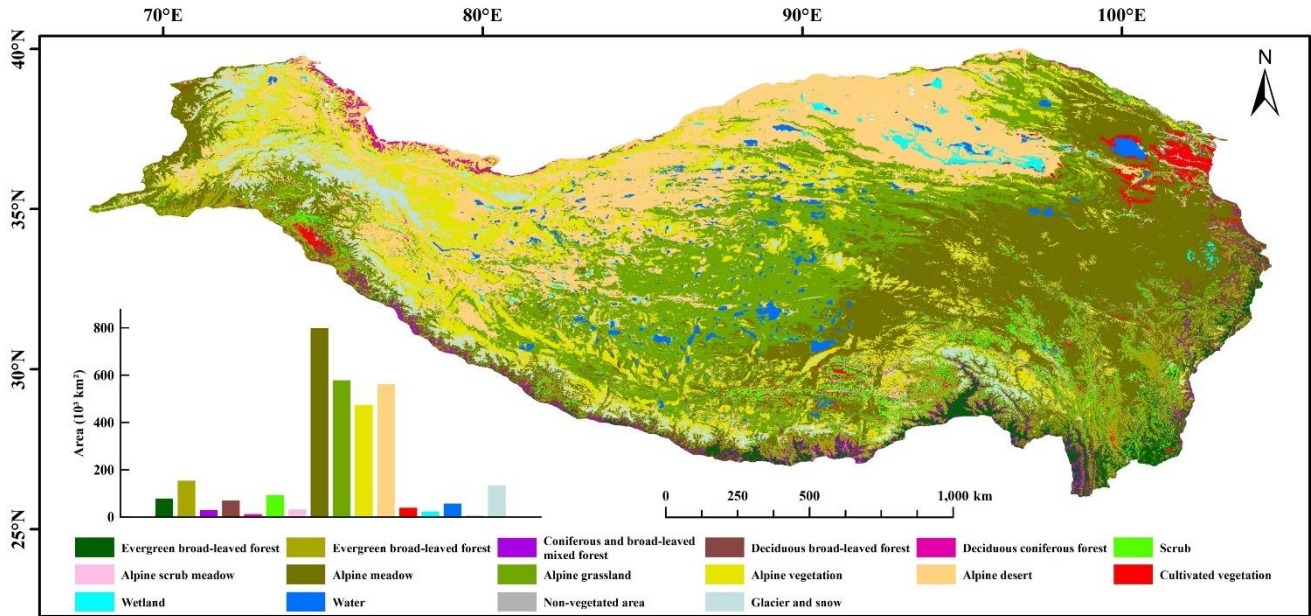 70°E 80°E 90°E 100°E
40°N
N
35°N
30°N
25°N
800
600
400
200
0
Area (10³ km²)
0 250 500 1,000 km
Evergreen broad-leaved forest
Evergreen broad-leaved forest
Coniferous and broad-leaved
mixed forest
Deciduous broad-leaved forest
Deciduous coniferous forest
Scrub
Alpine scrub meadow
Alpine meadow
Alpine grassland
Alpine vegetation
Alpine desert
Cultivated vegetation
Wetland
Water
Non-vegetated area
Glacier and snow